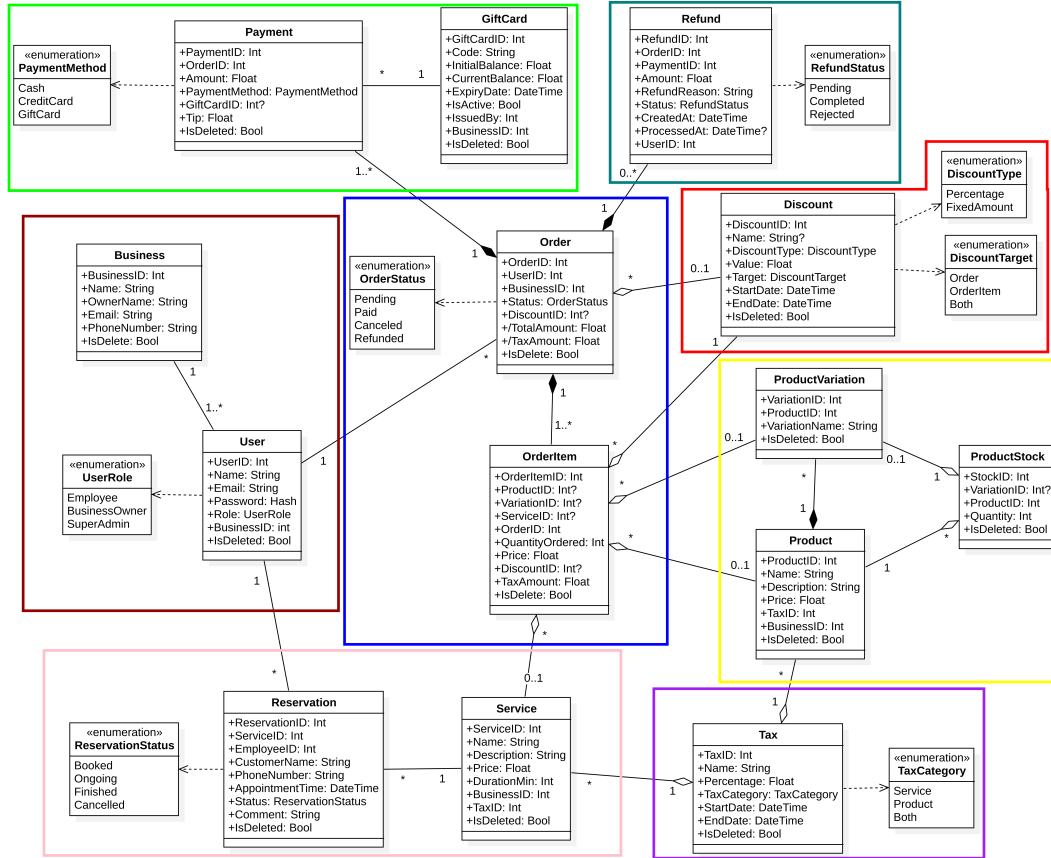 Payment
+PaymentID: Int
+OrderID: Int
+Amount: Float
+PaymentMethod: PaymentMethod
+GiftCardID: Int?
+Tip: Float
+IsDeleted: Bool
«enumeration»
PaymentMethod
Cash
CreditCard
GiftCard
*
1
GiftCard
+GiftCardID: Int
+Code: String
+InitialBalance: Float
+CurrentBalance: Float
+ExpiryDate: DateTime
+IsActive: Bool
+IssuedBy: Int
+BusinessID: Int
+IsDeleted: Bool
Refund
+RefundID: Int
+OrderID: Int
+PaymentID: Int
+Amount: Float
+RefundReason: String
+Status: RefundStatus
+CreatedAt: DateTime
+ProcessedAt: DateTime?
+UserID: Int
«enumeration»
RefundStatus
Pending
Completed
Rejected
1..*
1
0..*
1
«enumeration»
DiscountType
Percentage
FixedAmount
Discount
+DiscountID: Int
+Name: String?
+DiscountType: DiscountType
+Value: Float
+Target: DiscountTarget
+StartDate: DateTime
+EndDate: DateTime
+IsDeleted: Bool
«enumeration»
DiscountTarget
Order
OrderItem
Both
Business
+BusinessID: Int
+Name: String
+OwnerName: String
+Email: String
+PhoneNumber: String
+IsDelete: Bool
«enumeration»
OrderStatus
Pending
Paid
Canceled
Refunded
Order
+OrderID: Int
+UserID: Int
+BusinessID: Int
+Status: OrderStatus
+DiscountID: Int?
+/TotalAmount: Float
+/TaxAmount: Float
+IsDelete: Bool
*
0..1
1
*
1
1..*
*
1
1
1..*
User
+UserID: Int
+Name: String
+Email: String
+Password: Hash
+Role: UserRole
+BusinessID: int
+IsDeleted: Bool
«enumeration»
UserRole
Employee
BusinessOwner
SuperAdmin
OrderItem
+OrderItemID: Int
+ProductID: Int?
+VariationID: Int?
+ServiceID: Int?
+OrderID: Int
+QuantityOrdered: Int
+Price: Float
+DiscountID: Int?
+TaxAmount: Float
+IsDelete: Bool
*
0..1
*
0..1
ProductVariation
+VariationID: Int
+ProductID: Int
+VariationName: String
+IsDeleted: Bool
0..1
1
ProductStock
+StockID: Int
+VariationID: Int?
+ProductID: Int
+Quantity: Int
+IsDeleted: Bool
*
1
1
*
Product
+ProductID: Int
+Name: String
+Description: String
+Price: Float
+TaxID: Int
+BusinessID: Int
+IsDeleted: Bool
1
*
*
0..1
*
1
«enumeration»
ReservationStatus
Booked
Ongoing
Finished
Cancelled
Reservation
+ReservationID: Int
+ServiceID: Int
+EmployeeID: Int
+CustomerName: String
+PhoneNumber: String
+AppointmentTime: DateTime
+Status: ReservationStatus
+Comment: String
+IsDeleted: Bool
*
1
Service
+ServiceID: Int
+Name: String
+Description: String
+Price: Float
+DurationMin: Int
+BusinessID: Int
+TaxID: Int
+IsDeleted: Bool
*
1
Tax
+TaxID: Int
+Name: String
+Percentage: Float
+TaxCategory: TaxCategory
+StartDate: DateTime
+EndDate: DateTime
+IsDeleted: Bool
«enumeration»
TaxCategory
Service
Product
Both